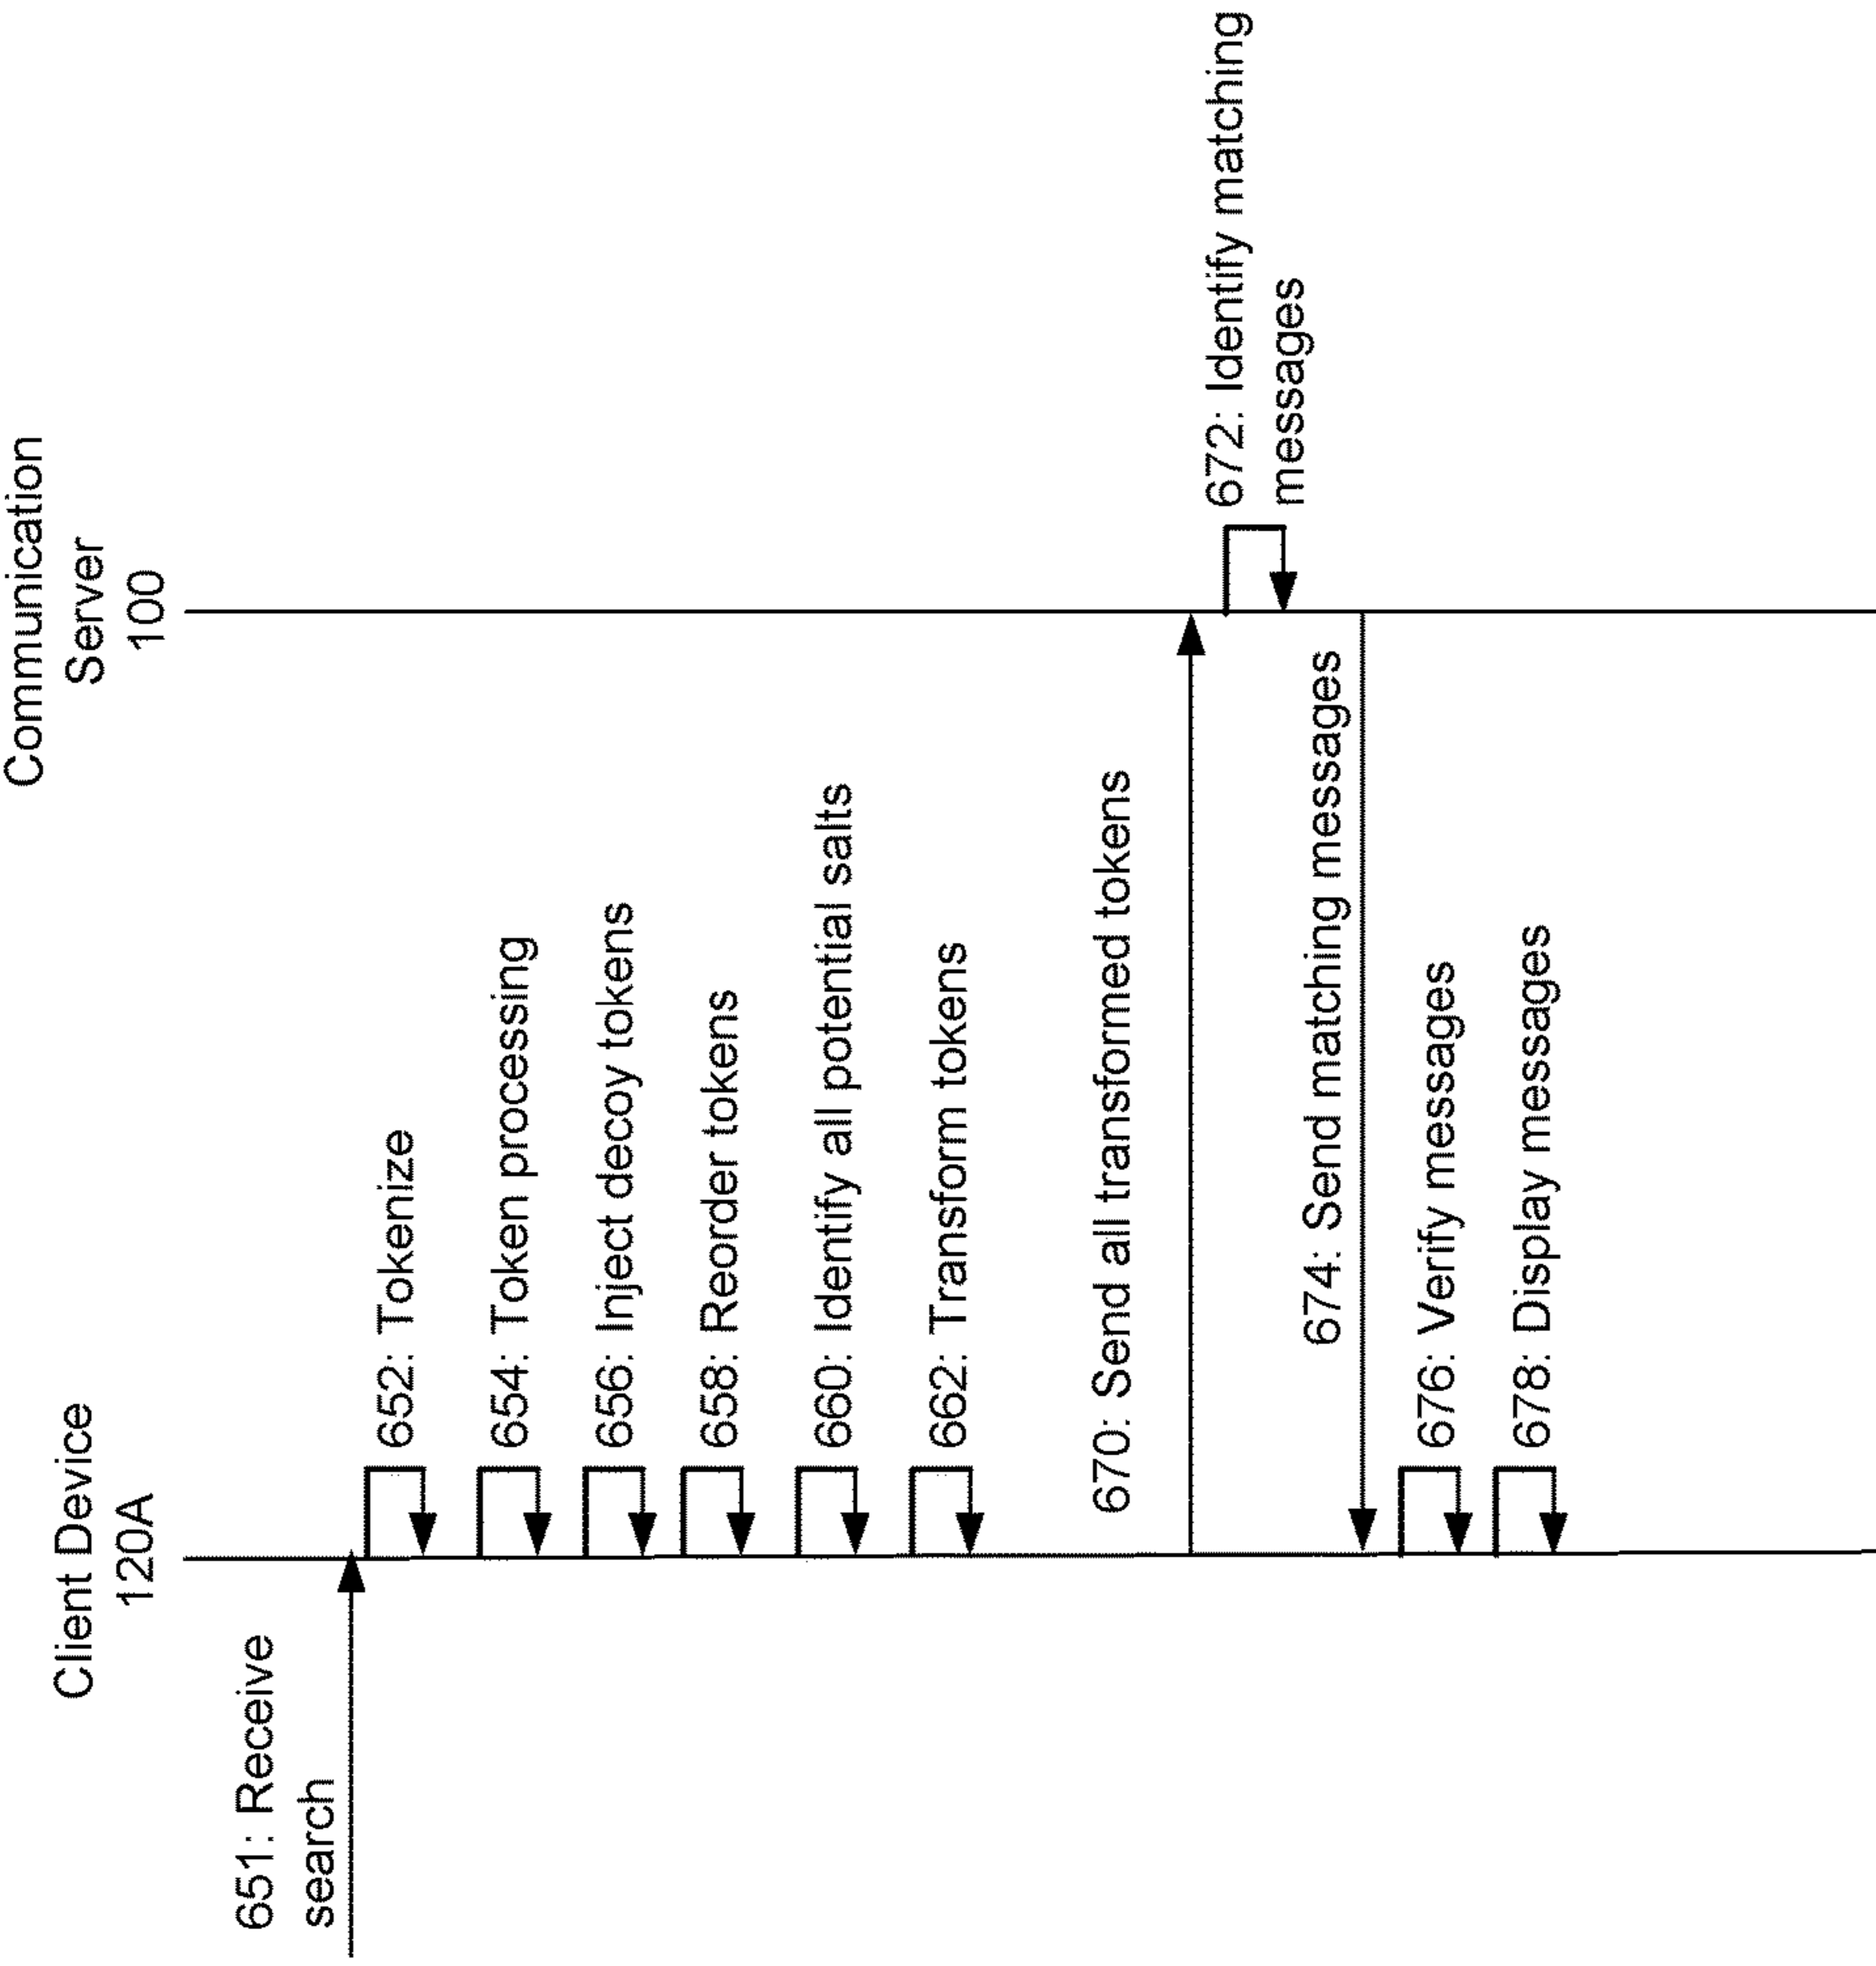 Client Device
120A
Communication
Server
100
651: Receive
search
652: Tokenize
654: Token processing
656: Inject decoy tokens
658: Reorder tokens
660: Identify all potential salts
662: Transform tokens
670: Send all transformed tokens
672: Identify matching
messages
674: Send matching messages
676: Verify messages
678: Display messages